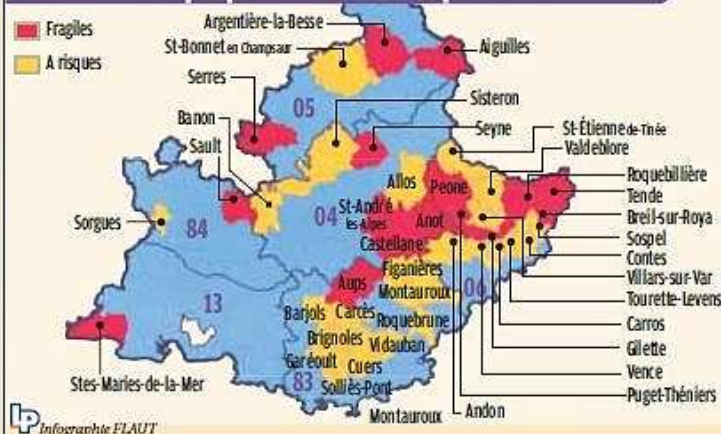 Fragiles
A risques
Argentière-la-Besse
St-Bonnet en Champsaur
Aiguilles
Serres
05
Sisteron
Banon
Seyne
St-Étienne de-Tinée
Sault
Valdeblore
Roquebillière
Allos
Peone
Tende
Sorgues
84
04
St-André
les-Alpes
Anot
Breil-sur-Roya
Sospel
Castellane
Contes
Figanières
Villars-sur-Var
Aups
Montauroux
06
Tourette-Levens
13
Barjols
Carcès
Roquebrune
Carros
Brignoles
Vidauban
Gilette
Garéoult
Cuers
Vence
Stes-Maries-de-la-Mer
83
Solliès-Pont
Puget-Théniers
Montauroux
Andon
LP Infographie FLAUT